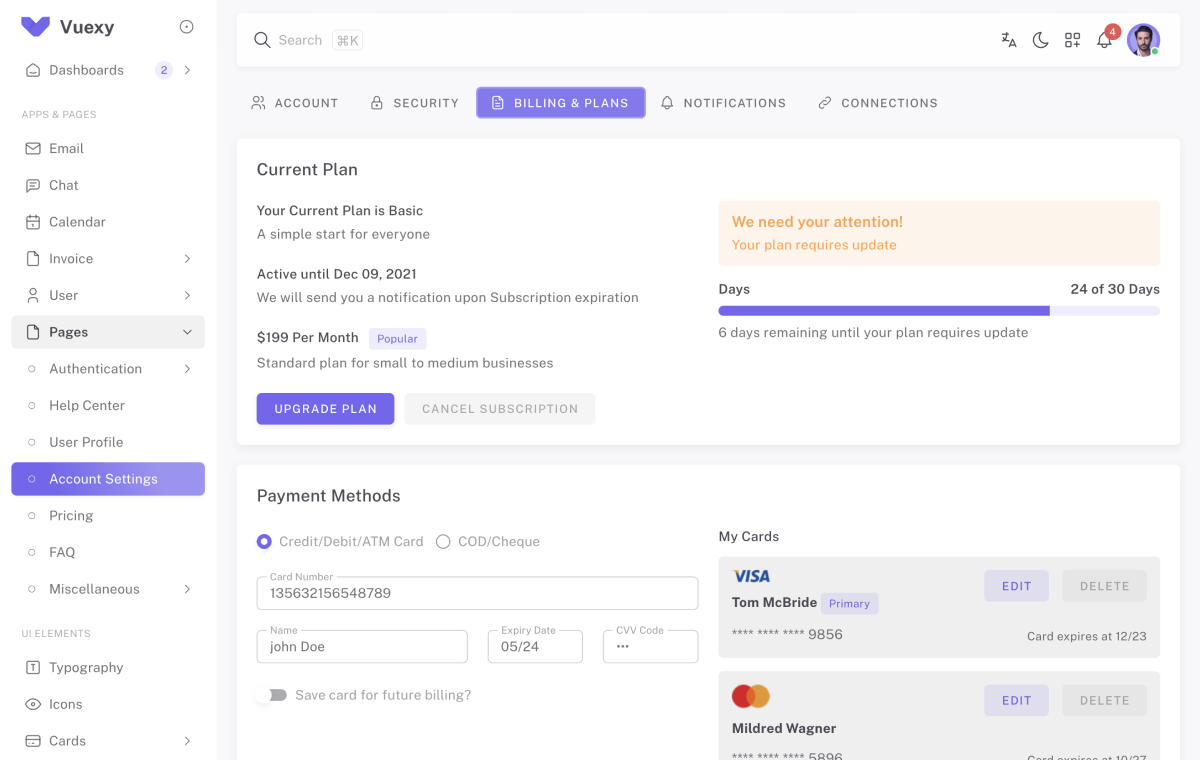 Vuexy
Dashboards 2
APPS & PAGES
Email
Chat
Calendar
Invoice
User
Pages
Authentication
Help Center
User Profile
Account Settings
Pricing
FAQ
Miscellaneous
UI ELEMENTS
Typography
Icons
Cards
Search ⌘K
4
ACCOUNT SECURITY BILLING & PLANS NOTIFICATIONS CONNECTIONS
Current Plan
Your Current Plan is Basic
A simple start for everyone
Active until Dec 09, 2021
We will send you a notification upon Subscription expiration
$199 Per Month Popular
Standard plan for small to medium businesses
UPGRADE PLAN CANCEL SUBSCRIPTION
We need your attention!
Your plan requires update
Days 24 of 30 Days
6 days remaining until your plan requires update
Payment Methods
Credit/Debit/ATM Card COD/Cheque
Card Number
135632156548789
Name Expiry Date CVV Code
john Doe 05/24 •••
Save card for future billing?
My Cards
VISA
EDIT DELETE
Tom McBride Primary
**** **** **** 9856 Card expires at 12/23
EDIT DELETE
Mildred Wagner
**** **** **** 5896 Card expires at 10/27